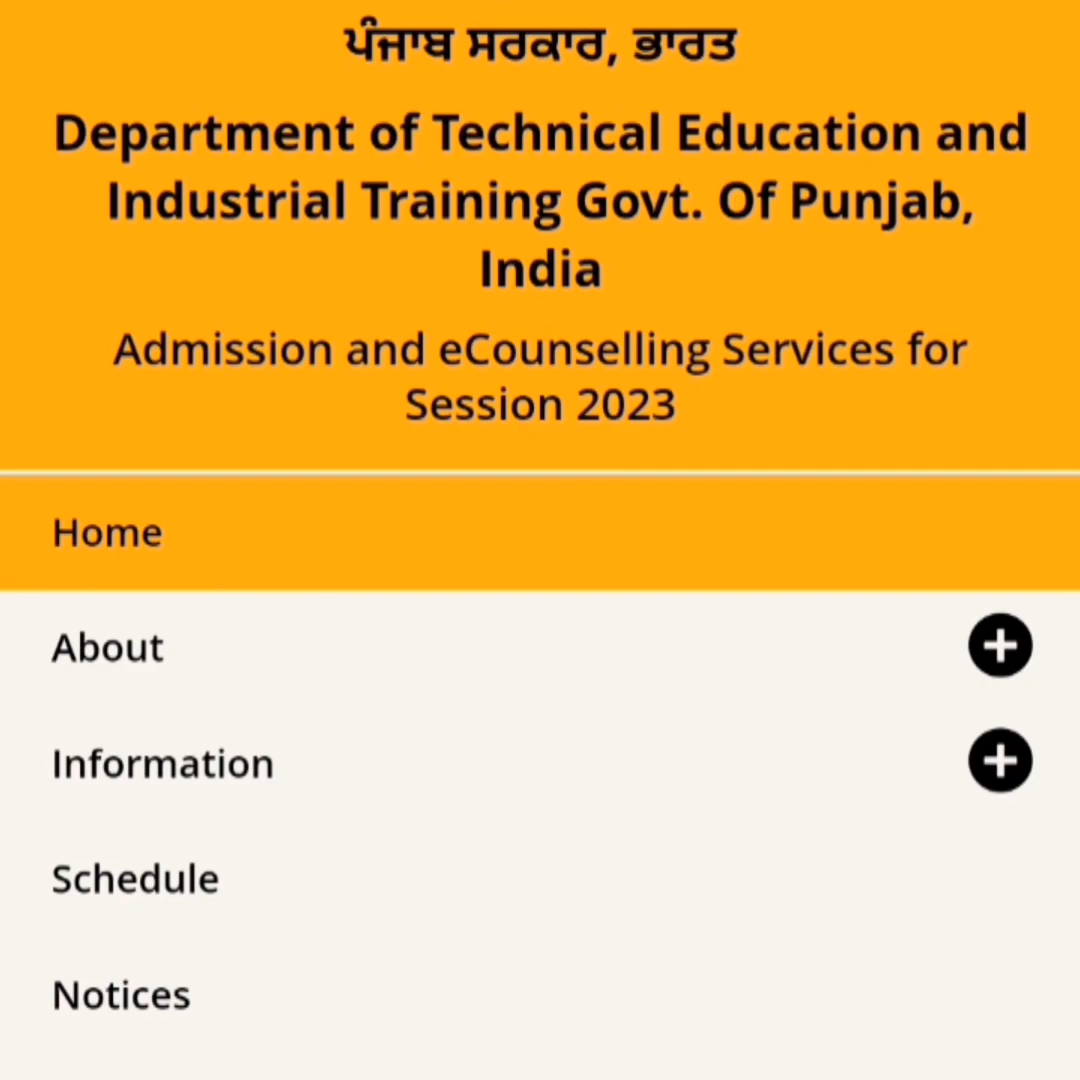 ਪੰਜਾਬ ਸਰਕਾਰ, ਭਾਰਤ
Department of Technical Education and
Industrial Training Govt. Of Punjab,
India
Admission and eCounselling Services for
Session 2023
Home
About
Information
Schedule
Notices